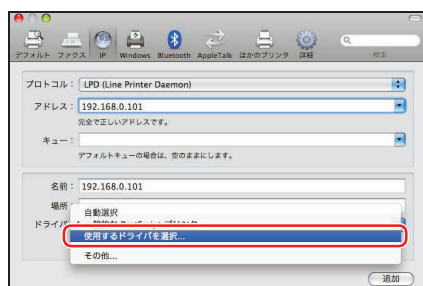 デフォルト ファクス IP Windows Bluetooth AppleTalk ほかのプリンタ 詳細 検索
プロトコル： LPD (Line Printer Daemon)
アドレス： 192.168.0.101
完全で正しいアドレスです。
キュー：
デフォルトキューの場合は、空のままにします。
名前： 192.168.0.101
場所
自動選択
ドライバ
使用するドライバを選択...
その他...
追加